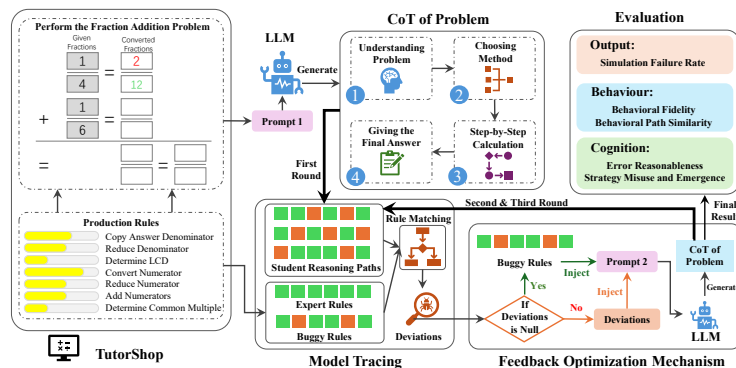 Perform the Fraction Addition Problem
Given
Fractions
Converted
Fractions
1
4
=
2
12
+
1
6
=
=
=
Production Rules
Copy Answer Denominator
Reduce Denominator
Determine LCD
Convert Numerator
Reduce Numerator
Add Numerators
Determine Common Multiple
TutorShop
LLM
Generate
Prompt 1
CoT of Problem
Understanding
Problem
1
Choosing
Method
2
Giving the
Final Answer
4
Step-by-Step
Calculation
3
First
Round
Second & Third Round
Student Reasoning Paths
Rule Matching
Expert Rules
Buggy Rules
Deviations
Model Tracing
Buggy Rules
Inject
Prompt 2
Yes
Inject
If
Deviations
is Null
No
Deviations
CoT of
Problem
Generate
LLM
Final
Result
Feedback Optimization Mechanism
Evaluation
Output:
Simulation Failure Rate
Behaviour:
Behavioral Fidelity
Behavioral Path Similarity
Cognition:
Error Reasonableness
Strategy Misuse and Emergence